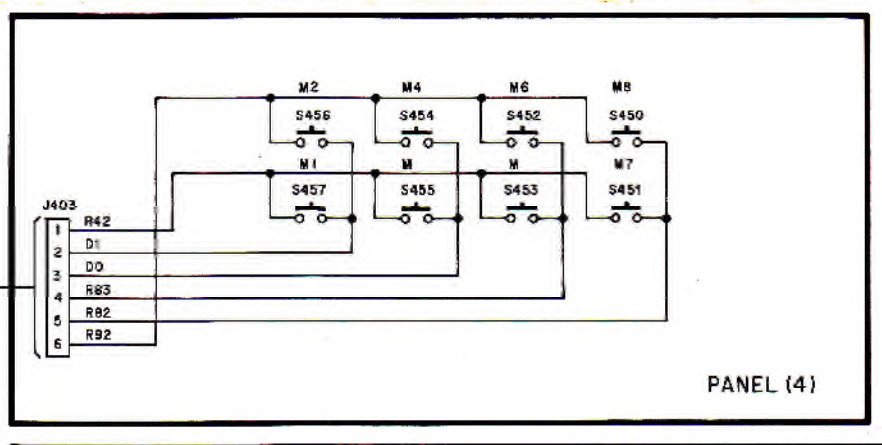 M2 M4 M6 M8
S456 S454 S452 S450
M1 M M M7
S457 S455 S453 S451
J403
1 R42
2 D1
3 D0
4 R83
5 R82
6 R92
PANEL (4)